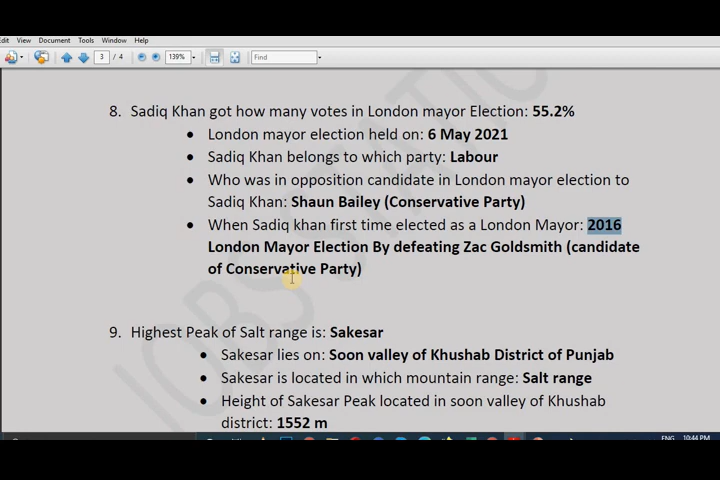 dit View Document Tools Window Help
3 / 4 139% Find
8. Sadiq Khan got how many votes in London mayor Election: 55.2%
• London mayor election held on: 6 May 2021
• Sadiq Khan belongs to which party: Labour
• Who was in opposition candidate in London mayor election to
Sadiq Khan: Shaun Bailey (Conservative Party)
• When Sadiq khan first time elected as a London Mayor: 2016
London Mayor Election By defeating Zac Goldsmith (candidate
of Conservative Party)
9. Highest Peak of Salt range is: Sakesar
• Sakesar lies on: Soon valley of Khushab District of Punjab
• Sakesar is located in which mountain range: Salt range
• Height of Sakesar Peak located in soon valley of Khushab
district: 1552 m
JOBS STATION
ENG 10:44 PM